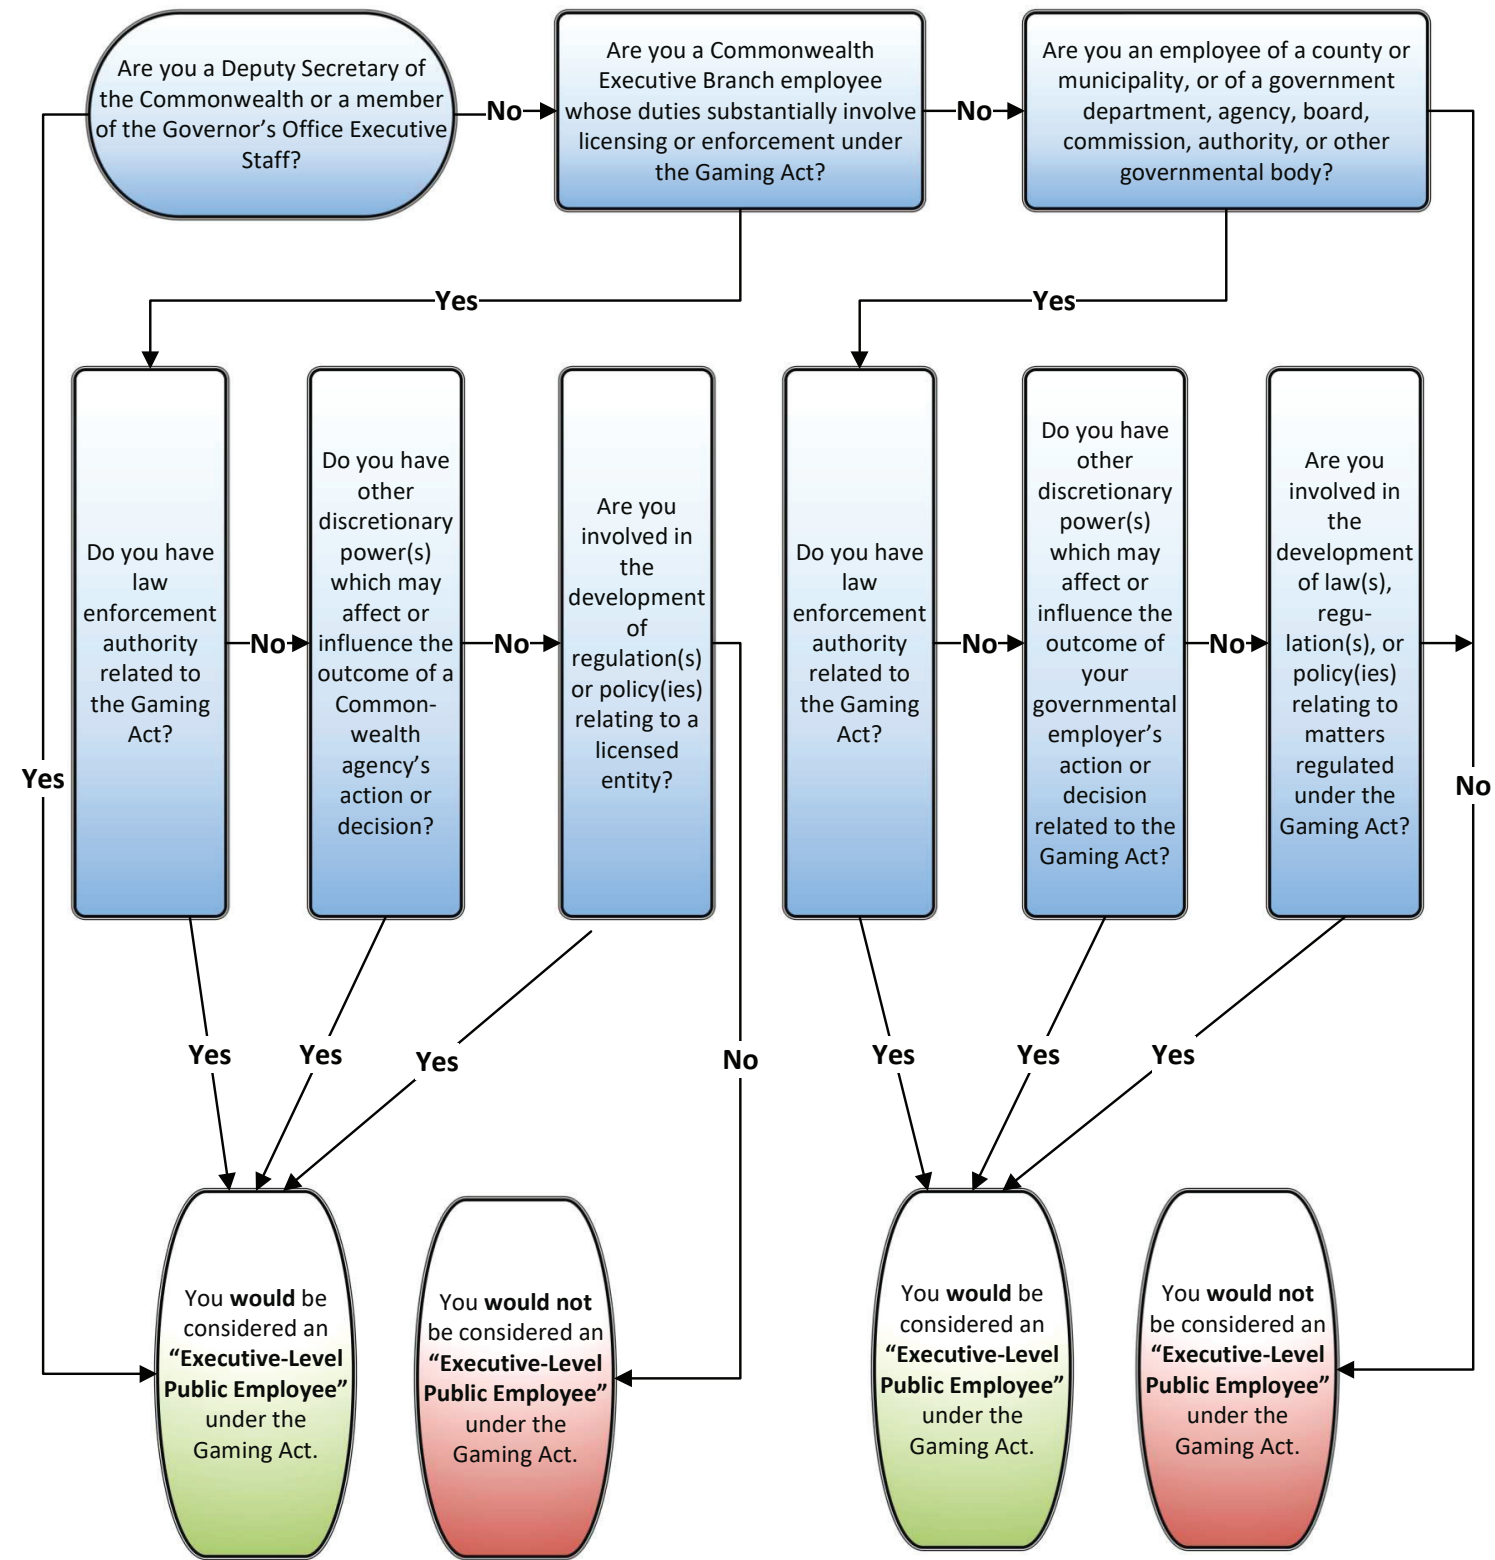 Are you a Deputy Secretary of
the Commonwealth or a member
of the Governor’s Office Executive
Staff?
No
Are you a Commonwealth
Executive Branch employee
whose duties substantially involve
licensing or enforcement under
the Gaming Act?
No
Are you an employee of a county or
municipality, or of a government
department, agency, board,
commission, authority, or other
governmental body?
Yes
Yes
Do you have
law
enforcement
authority
related to
the Gaming
Act?
No
Do you have
other
discretionary
power(s)
which may
affect or
influence the
outcome of a
Common-
wealth
agency’s
action or
decision?
No
Are you
involved in
the
development
of
regulation(s)
or policy(ies)
relating to a
licensed
entity?
Do you have
law
enforcement
authority
related to
the Gaming
Act?
No
Do you have
other
discretionary
power(s)
which may
affect or
influence the
outcome of
your
governmental
employer’s
action or
decision
related to the
Gaming Act?
No
Are you
involved in
the
development
of law(s),
regu-
lation(s), or
policy(ies)
relating to
matters
regulated
under the
Gaming Act?
Yes
No
Yes
Yes
Yes
No
Yes
Yes
Yes
You would be
considered an
“Executive-Level
Public Employee”
under the
Gaming Act.
You would not
be considered an
“Executive-Level
Public Employee”
under the
Gaming Act.
You would be
considered an
“Executive-Level
Public Employee”
under the
Gaming Act.
You would not
be considered an
“Executive-Level
Public Employee”
under the
Gaming Act.